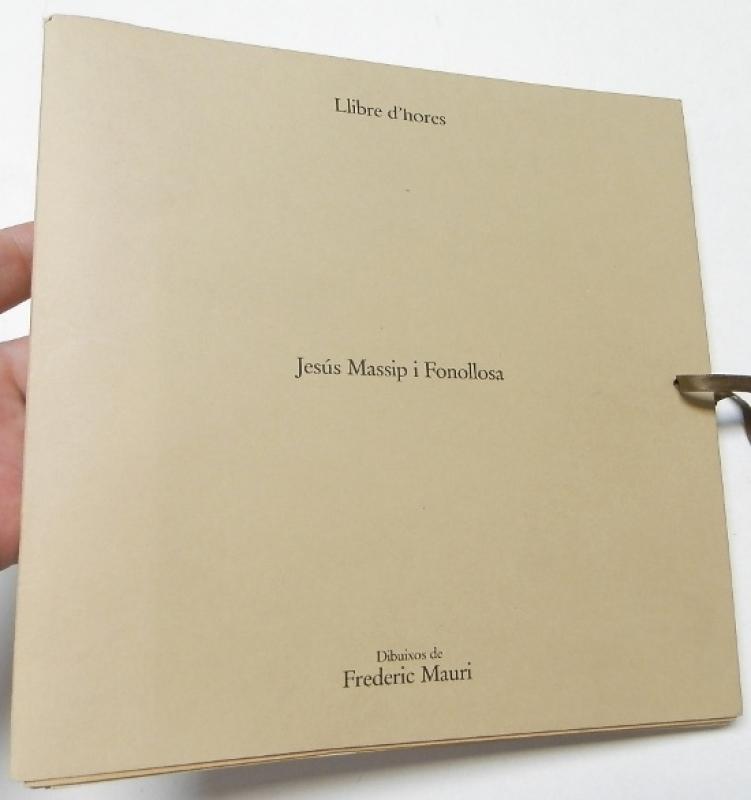 Llibre d'hores
Jesús Massip i Fonollosa
Dibuixos de
Frederic Mauri